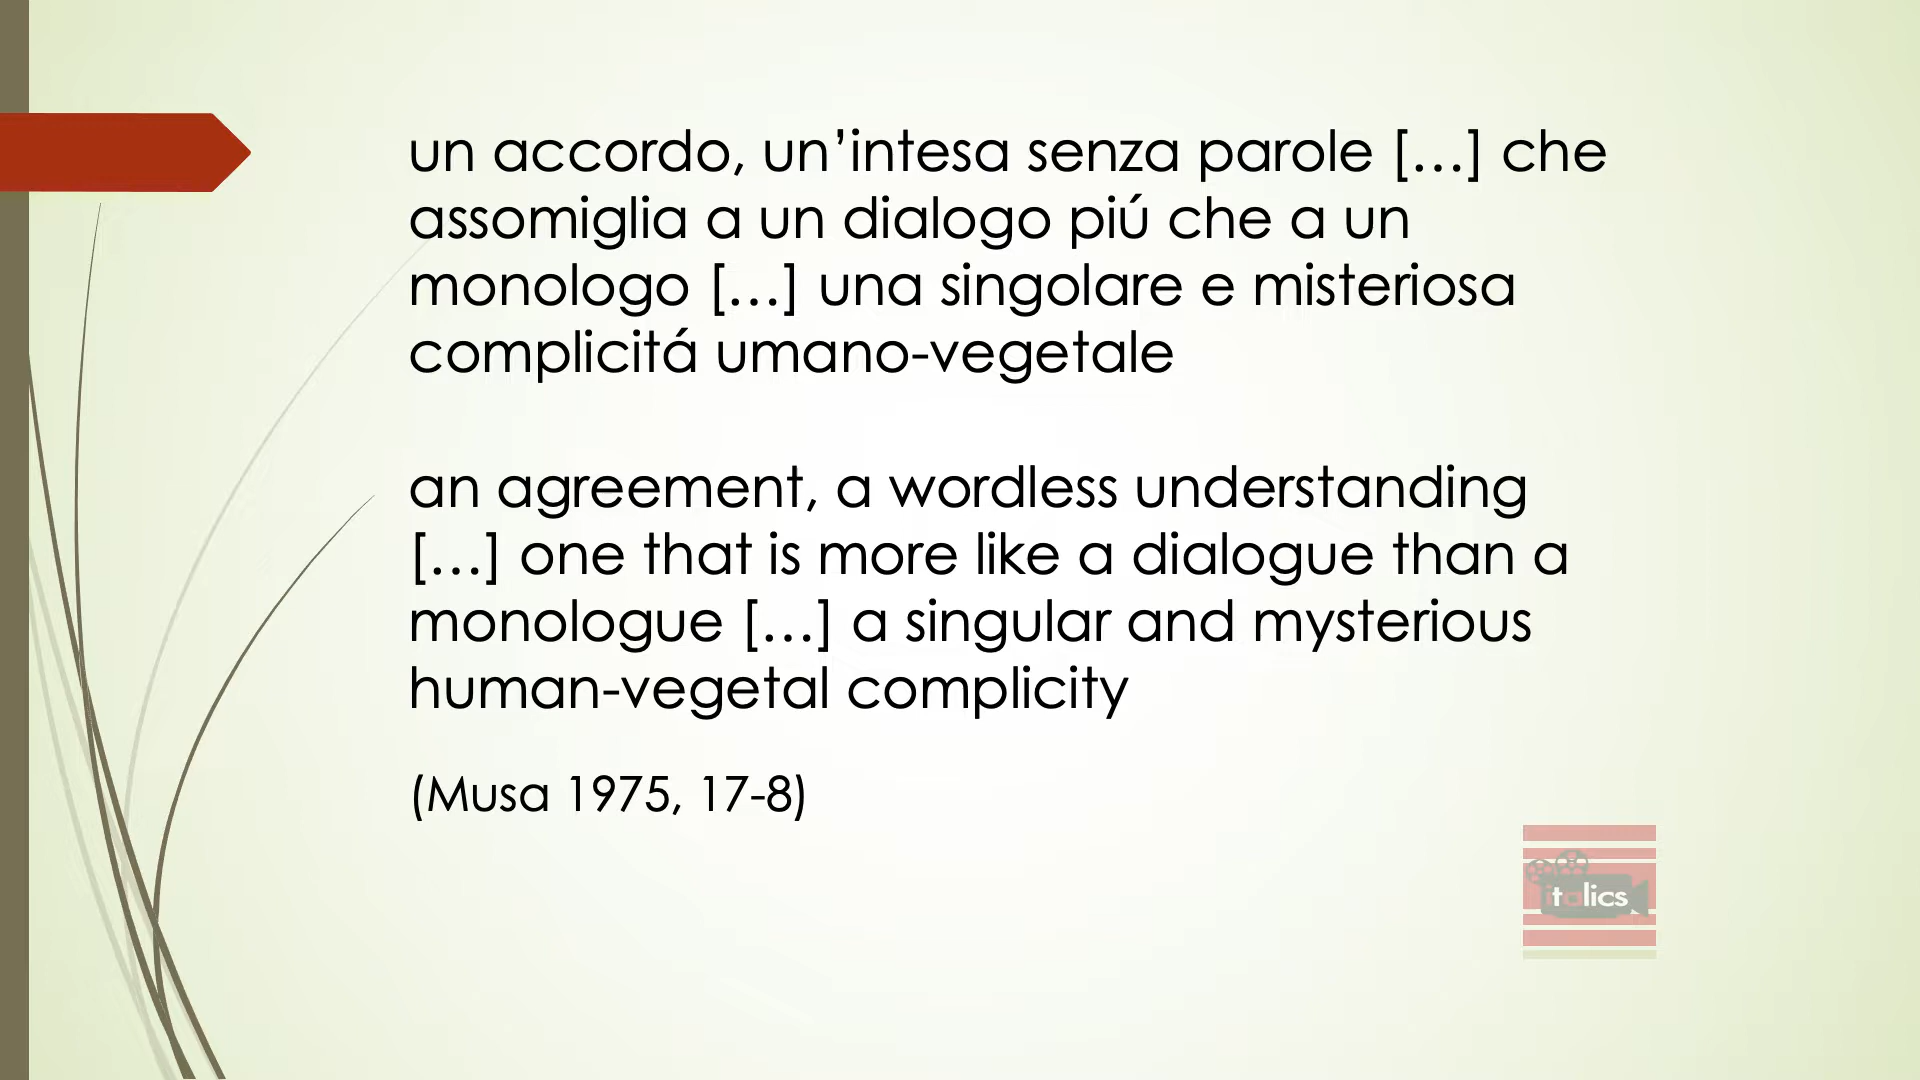 un accordo, un’intesa senza parole […] che
assomiglia a un dialogo piú che a un
monologo […] una singolare e misteriosa
complicitá umano-vegetale
an agreement, a wordless understanding
[…] one that is more like a dialogue than a
monologue […] a singular and mysterious
human-vegetal complicity
(Musa 1975, 17-8)
italics